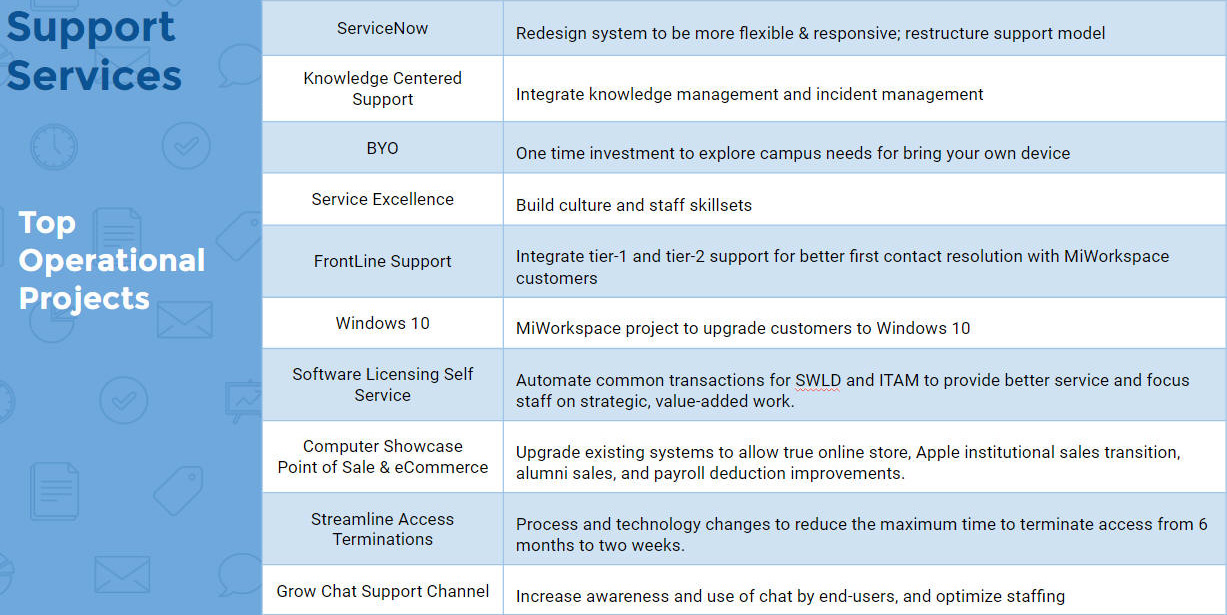 Support
Services
Top
Operational
Projects
ServiceNow
Redesign system to be more flexible & responsive; restructure support model
Knowledge Centered
Support
Integrate knowledge management and incident management
BYO
One time investment to explore campus needs for bring your own device
Service Excellence
Build culture and staff skillsets
FrontLine Support
Integrate tier-1 and tier-2 support for better first contact resolution with MiWorkspace
customers
Windows 10
MiWorkspace project to upgrade customers to Windows 10
Software Licensing Self
Service
Automate common transactions for SWLD and ITAM to provide better service and focus
staff on strategic, value-added work.
Computer Showcase
Point of Sale & eCommerce
Upgrade existing systems to allow true online store, Apple institutional sales transition,
alumni sales, and payroll deduction improvements.
Streamline Access
Terminations
Process and technology changes to reduce the maximum time to terminate access from 6
months to two weeks.
Grow Chat Support Channel
Increase awareness and use of chat by end-users, and optimize staffing